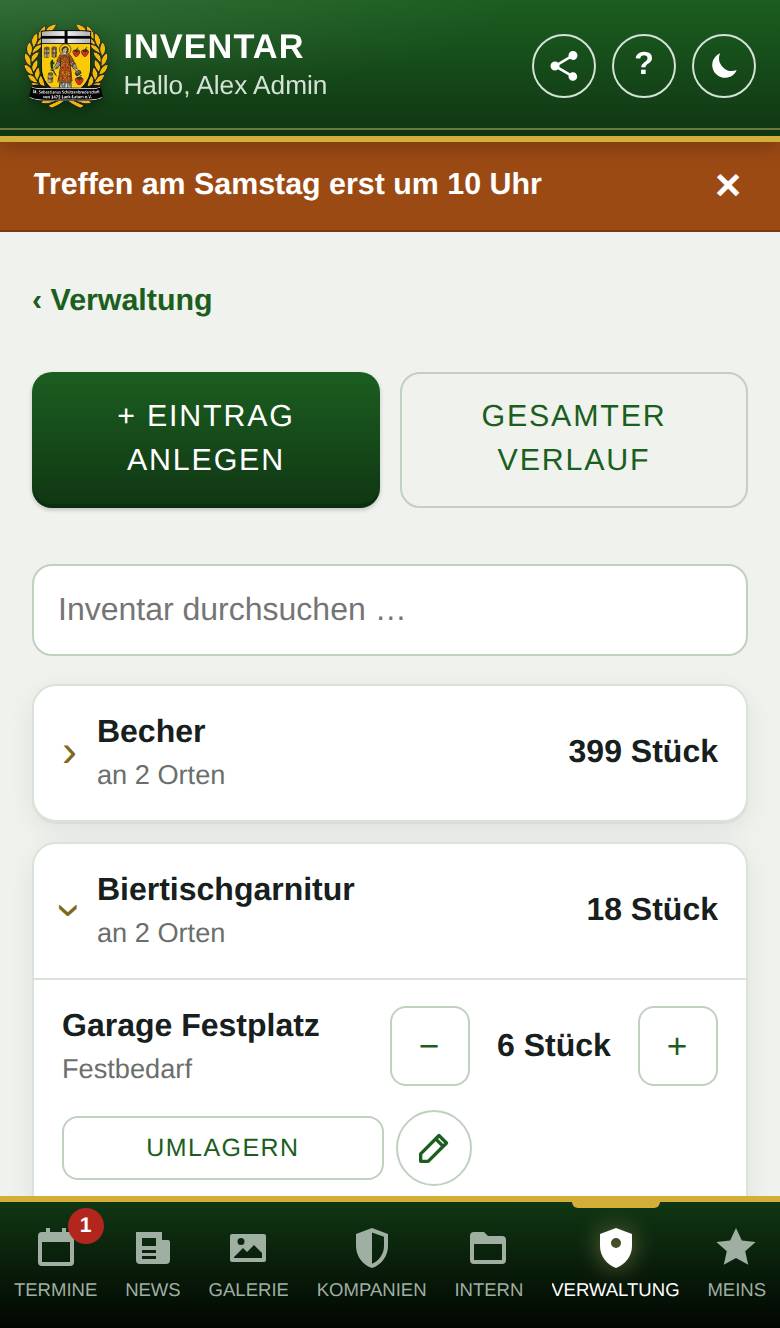 INVENTAR
Hallo, Alex Admin
?
Treffen am Samstag erst um 10 Uhr
×
‹ Verwaltung
+ EINTRAG
ANLEGEN
GESAMTER
VERLAUF
Inventar durchsuchen …
› Becher
an 2 Orten
399 Stück
Biertischgarnitur
an 2 Orten
18 Stück
Garage Festplatz
Festbedarf
− 6 Stück +
UMLAGERN
1
TERMINE NEWS GALERIE KOMPANIEN INTERN VERWALTUNG MEINS